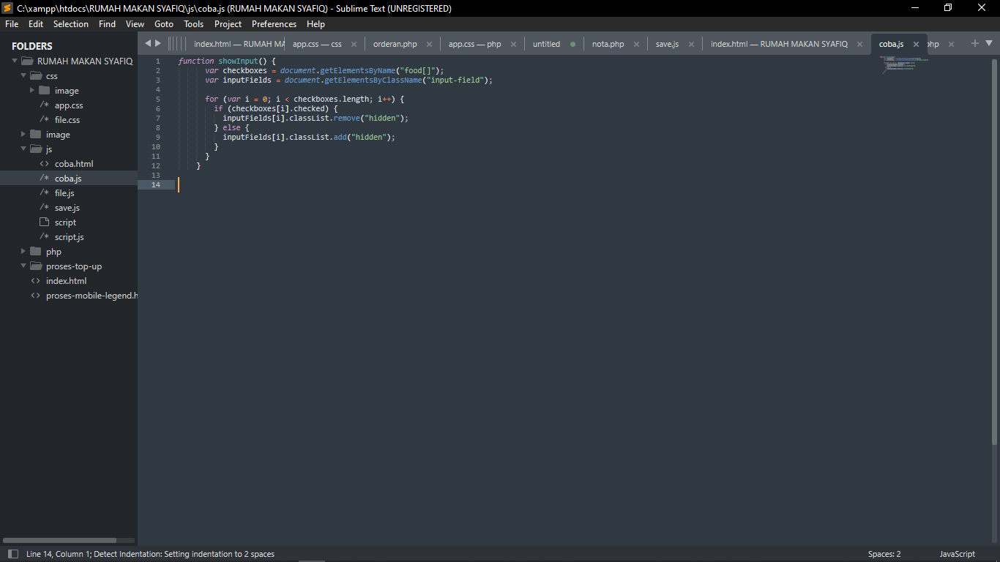 C:\xampp\htdocs\RUMAH MAKAN SYAFIQ\js\coba.js (RUMAH MAKAN SYAFIQ) - Sublime Text (UNREGISTERED)
File Edit Selection Find View Goto Tools Project Preferences Help
FOLDERS
RUMAH MAKAN SYAFIQ
css
image
app.css
file.css
image
js
coba.html
coba.js
file.js
save.js
script
script.js
php
proses-top-up
index.html
proses-mobile-legend.h
index.html — RUMAH MA app.css — css orderan.php app.css — php untitled nota.php save.js index.html — RUMAH MAKAN SYAFIQ coba.js php
1 function showInput() {
2 var checkboxes = document.getElementsByName("food[]");
3 var inputFields = document.getElementsByClassName("input-field");
4
5 for (var i = 0; i < checkboxes.length; i++) {
6 if (checkboxes[i].checked) {
7 inputFields[i].classList.remove("hidden");
8 } else {
9 inputFields[i].classList.add("hidden");
10 }
11 }
12 }
13
14
Line 14, Column 1; Detect Indentation: Setting indentation to 2 spaces Spaces: 2 JavaScript